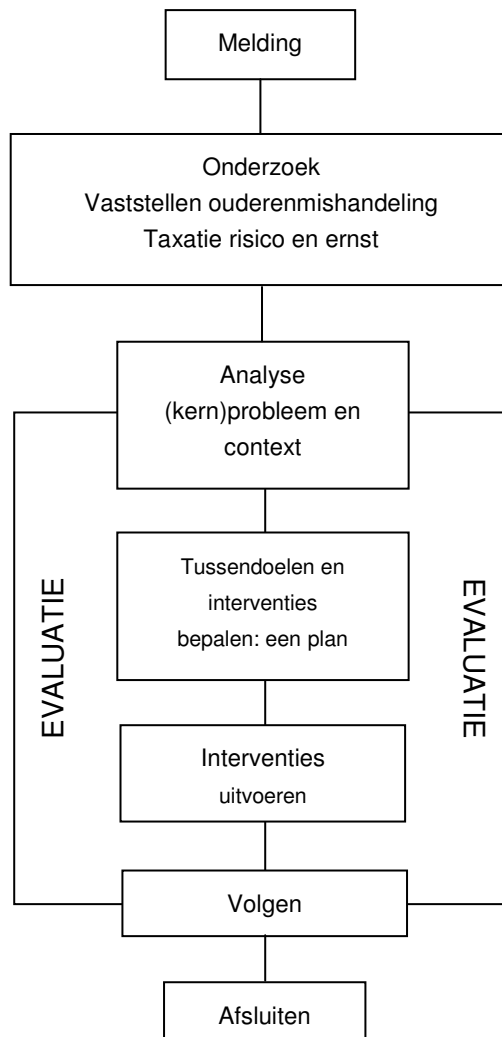 Melding
Onderzoek
Vaststellen ouderenmishandeling
Taxatie risico en ernst
Analyse
(kern)probleem en
context
EVALUATIE
Tussendoelen en
interventies
bepalen: een plan
EVALUATIE
Interventies
uitvoeren
Volgen
Afsluiten